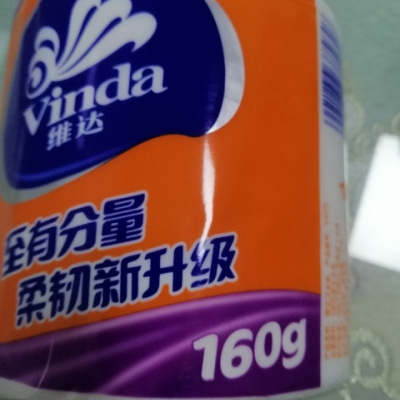 Vinda
维达
至有分量
柔韧新升级
160g